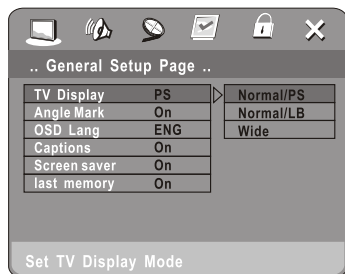 .. General Setup Page ..
TV Display PS Normal/PS
Angle Mark On Normal/LB
OSD Lang ENG Wide
Captions On
Screen saver On
last memory On
Set TV Display Mode